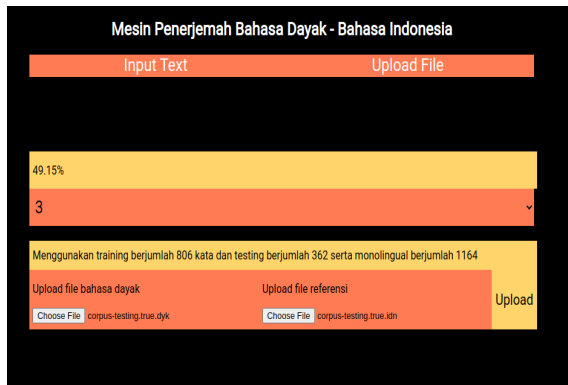 Mesin Penerjemah Bahasa Dayak - Bahasa Indonesia
Input Text Upload File
49.15%
3
Menggunakan training berjumlah 806 kata dan testing berjumlah 362 serta monolingual berjumlah 1164
Upload file bahasa dayak Upload file referensi
Choose File corpus-testing.true.dyk Choose File corpus-testing.true.idn
Upload